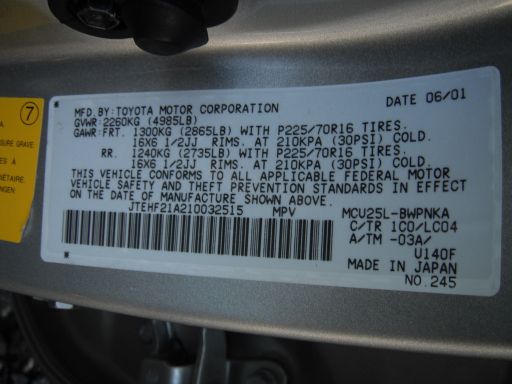 MFD.BY:TOYOTA MOTOR CORPORATION
DATE 06/01
GVWR:2260KG (4985LB)
GAWR:FRT. 1300KG (2865LB) WITH P225/70R16 TIRES.
16X6 1/2JJ RIMS. AT 210KPA (30PSI) COLD.
RR. 1240KG (2735LB) WITH P225/70R16 TIRES.
16X6 1/2JJ RIMS. AT 210KPA (30PSI) COLD.
THIS VEHICLE CONFORMS TO ALL APPLICABLE FEDERAL MOTOR
VEHICLE SAFETY AND THEFT PREVENTION STANDARDS IN EFFECT
ON THE DATE OF MANUFACTURE SHOWN ABOVE.
JTEHF21A210032515 MPV
MCU25L-BWPNKA
C/TR 1C0/LC04
A/TM -03A/
U140F
MADE IN JAPAN
NO.245
7
SURE GRAVE